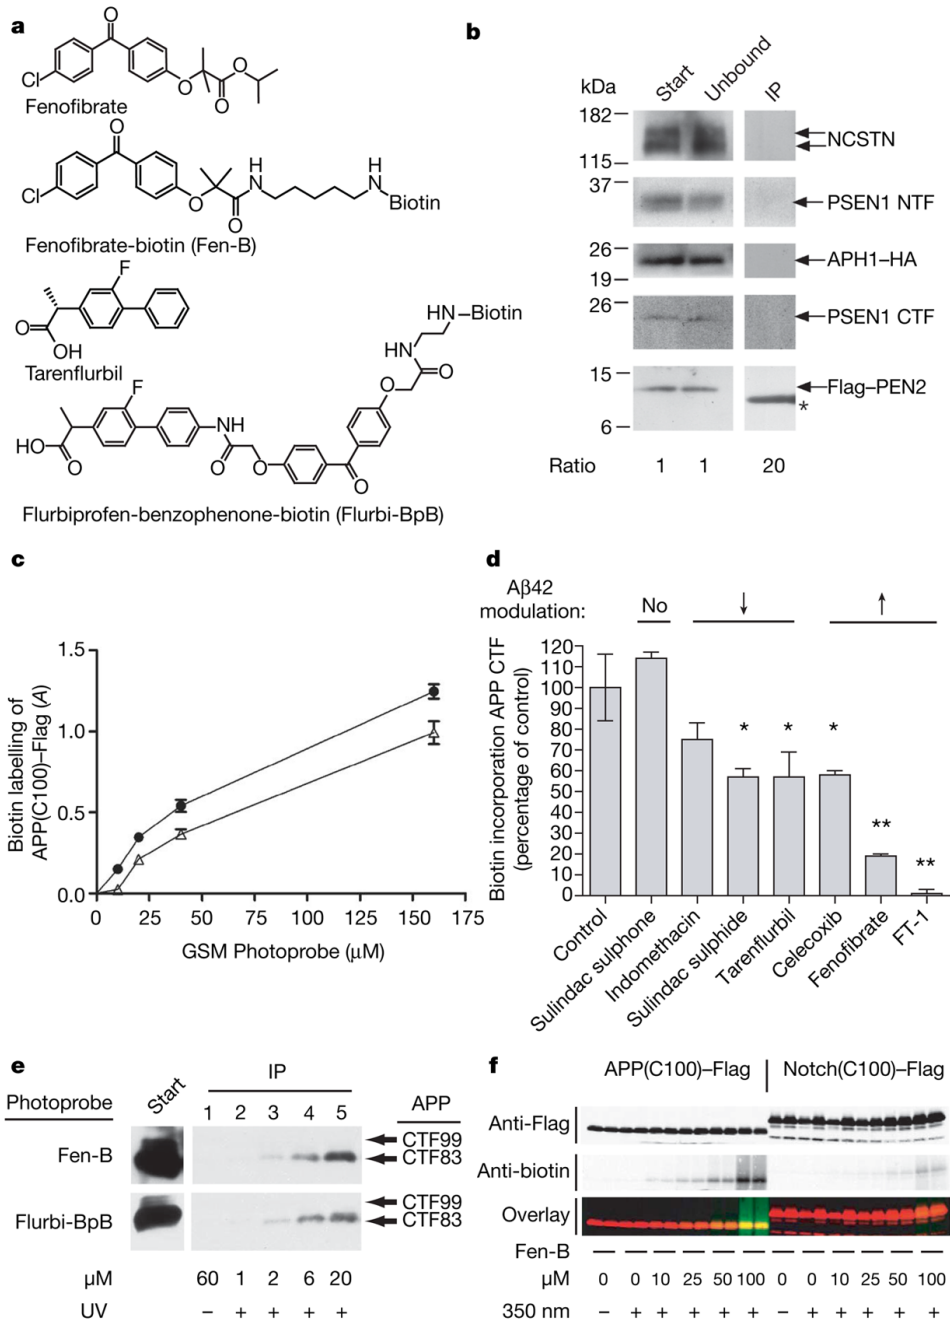 a
O
Cl
O
O
O
Fenofibrate
O
Cl
O
O
H
N
H
N
Biotin
Fenofibrate-biotin (Fen-B)
F
O
OH
Tarenflurbil
HN–Biotin
HN
O
O
F
HO
O
NH
O
O
O
Flurbiprofen-benzophenone-biotin (Flurbi-BpB)
b
kDa
Start
Unbound
IP
182
NCSTN
115
37
PSEN1 NTF
26
APH1–HA
19
26
PSEN1 CTF
15
Flag–PEN2
*
6
Ratio 1 1 20
c
Biotin labelling of
APP(C100)–Flag (A)
1.5
1.0
0.5
0.0
0 25 50 75 100 125 150 175
GSM Photoprobe (μM)
d
Aβ42
modulation:
No ↓ ↑
Biotin incorporation APP CTF
(percentage of control)
120
110
100
90
80
70
60
50
40
30
20
10
0
* * * ** **
Control
Sulindac sulphone
Indomethacin
Sulindac sulphide
Tarenflurbil
Celecoxib
Fenofibrate
FT-1
e
IP
Photoprobe
Start
1 2 3 4 5
APP
Fen-B
CTF99
CTF83
Flurbi-BpB
CTF99
CTF83
μM 60 1 2 6 20
UV – + + + +
f
APP(C100)–Flag Notch(C100)–Flag
Anti-Flag
Anti-biotin
Overlay
Fen-B
μM 0 0 10 25 50 100 0 0 10 25 50 100
350 nm – + + + + + – + + + + +